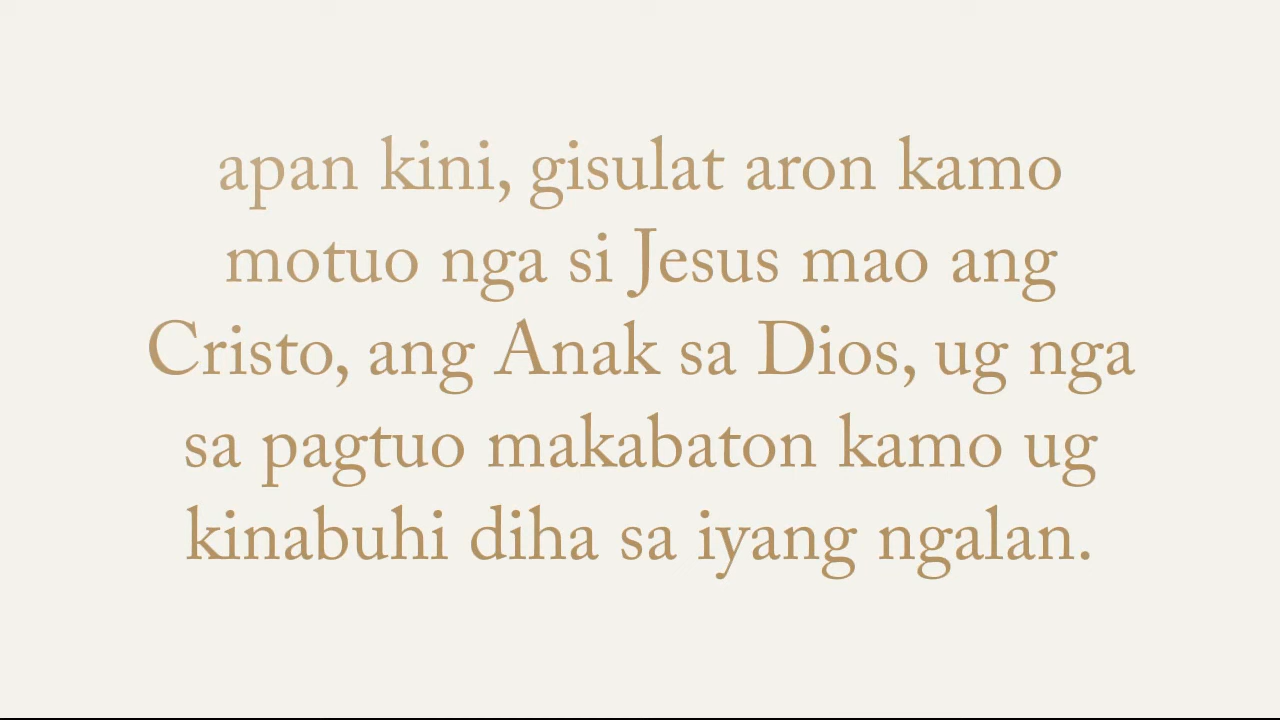 apan kini, gisulat aron kamo
motuo nga si Jesus mao ang
Cristo, ang Anak sa Dios, ug nga
sa pagtuo makabaton kamo ug
kinabuhi diha sa iyang ngalan.